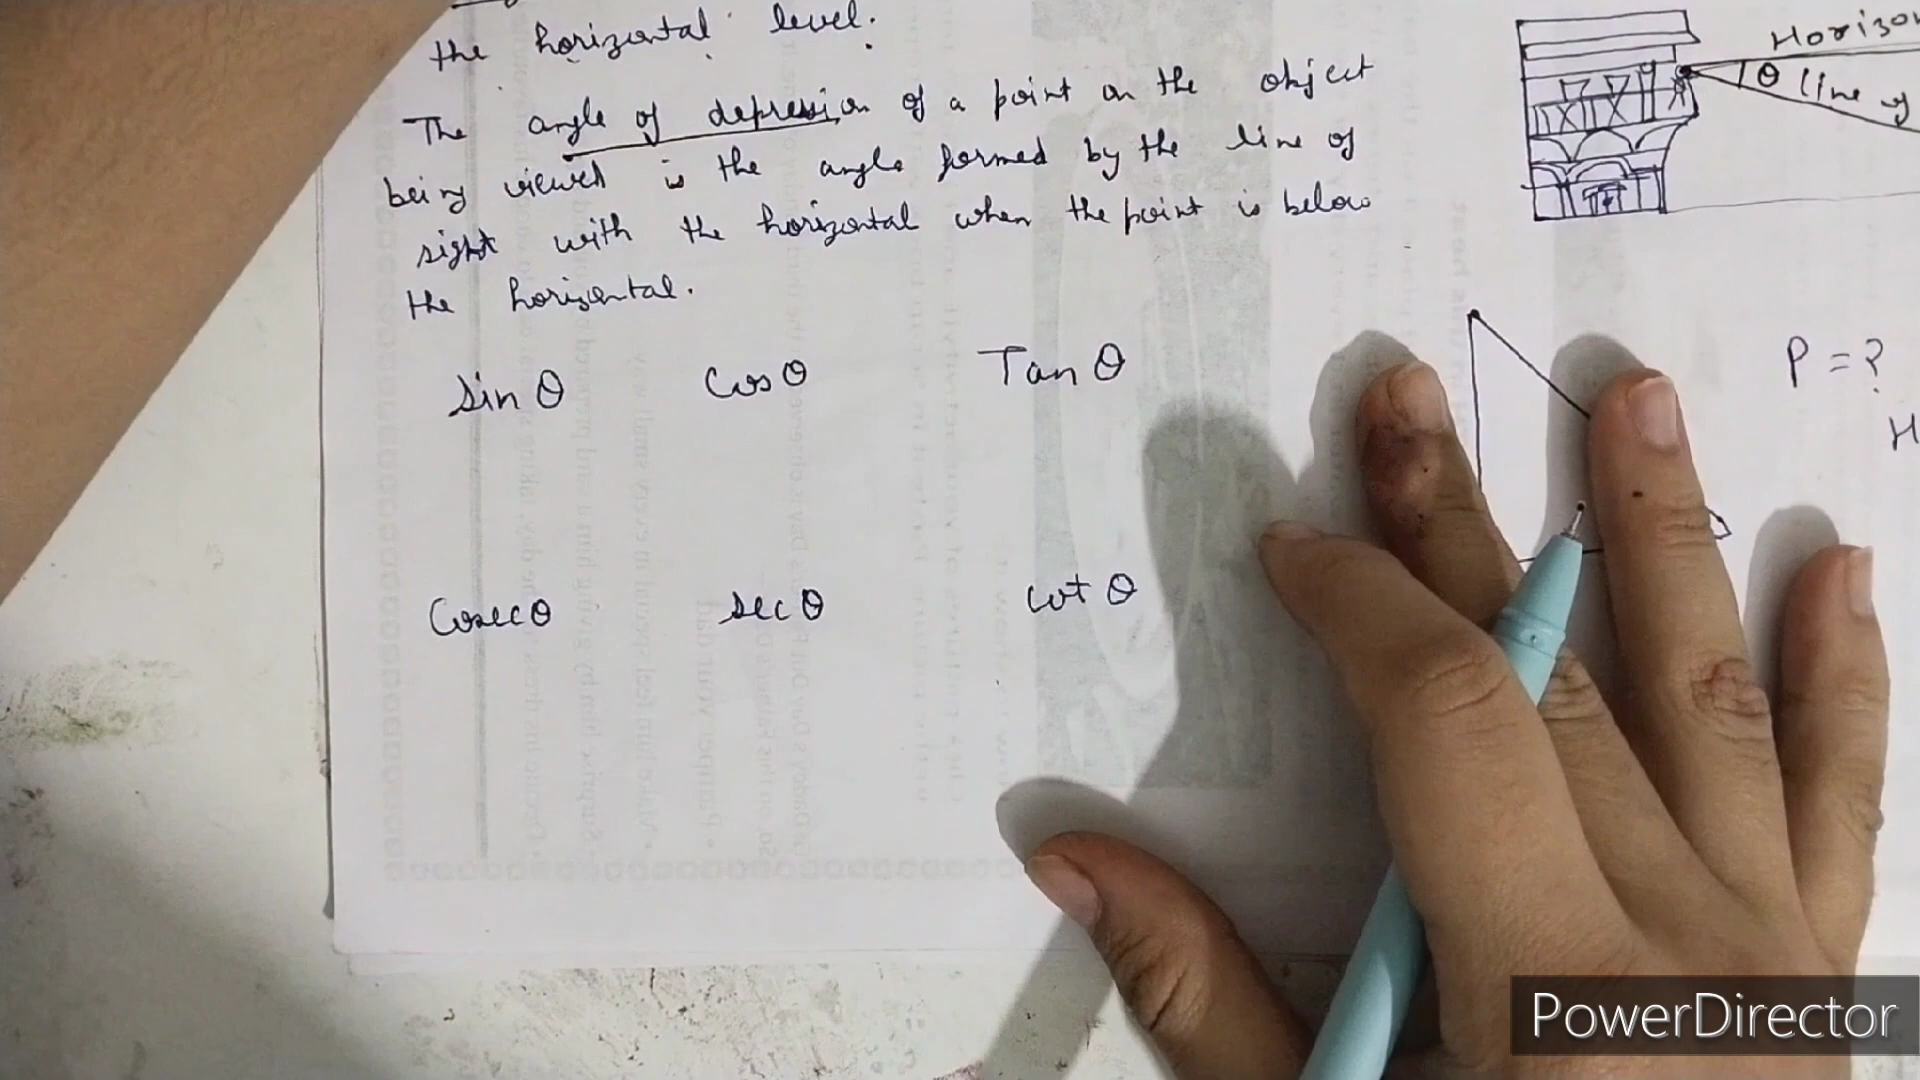 the horizontal level.
The angle of depression of a point on the object
being viewed is the angle formed by the line of
sight with the horizontal when the point is below
the horizontal.
Horizon
θ line of
sin θ cos θ Tan θ
P = ?
H
Cosec θ sec θ cot θ
PowerDirector